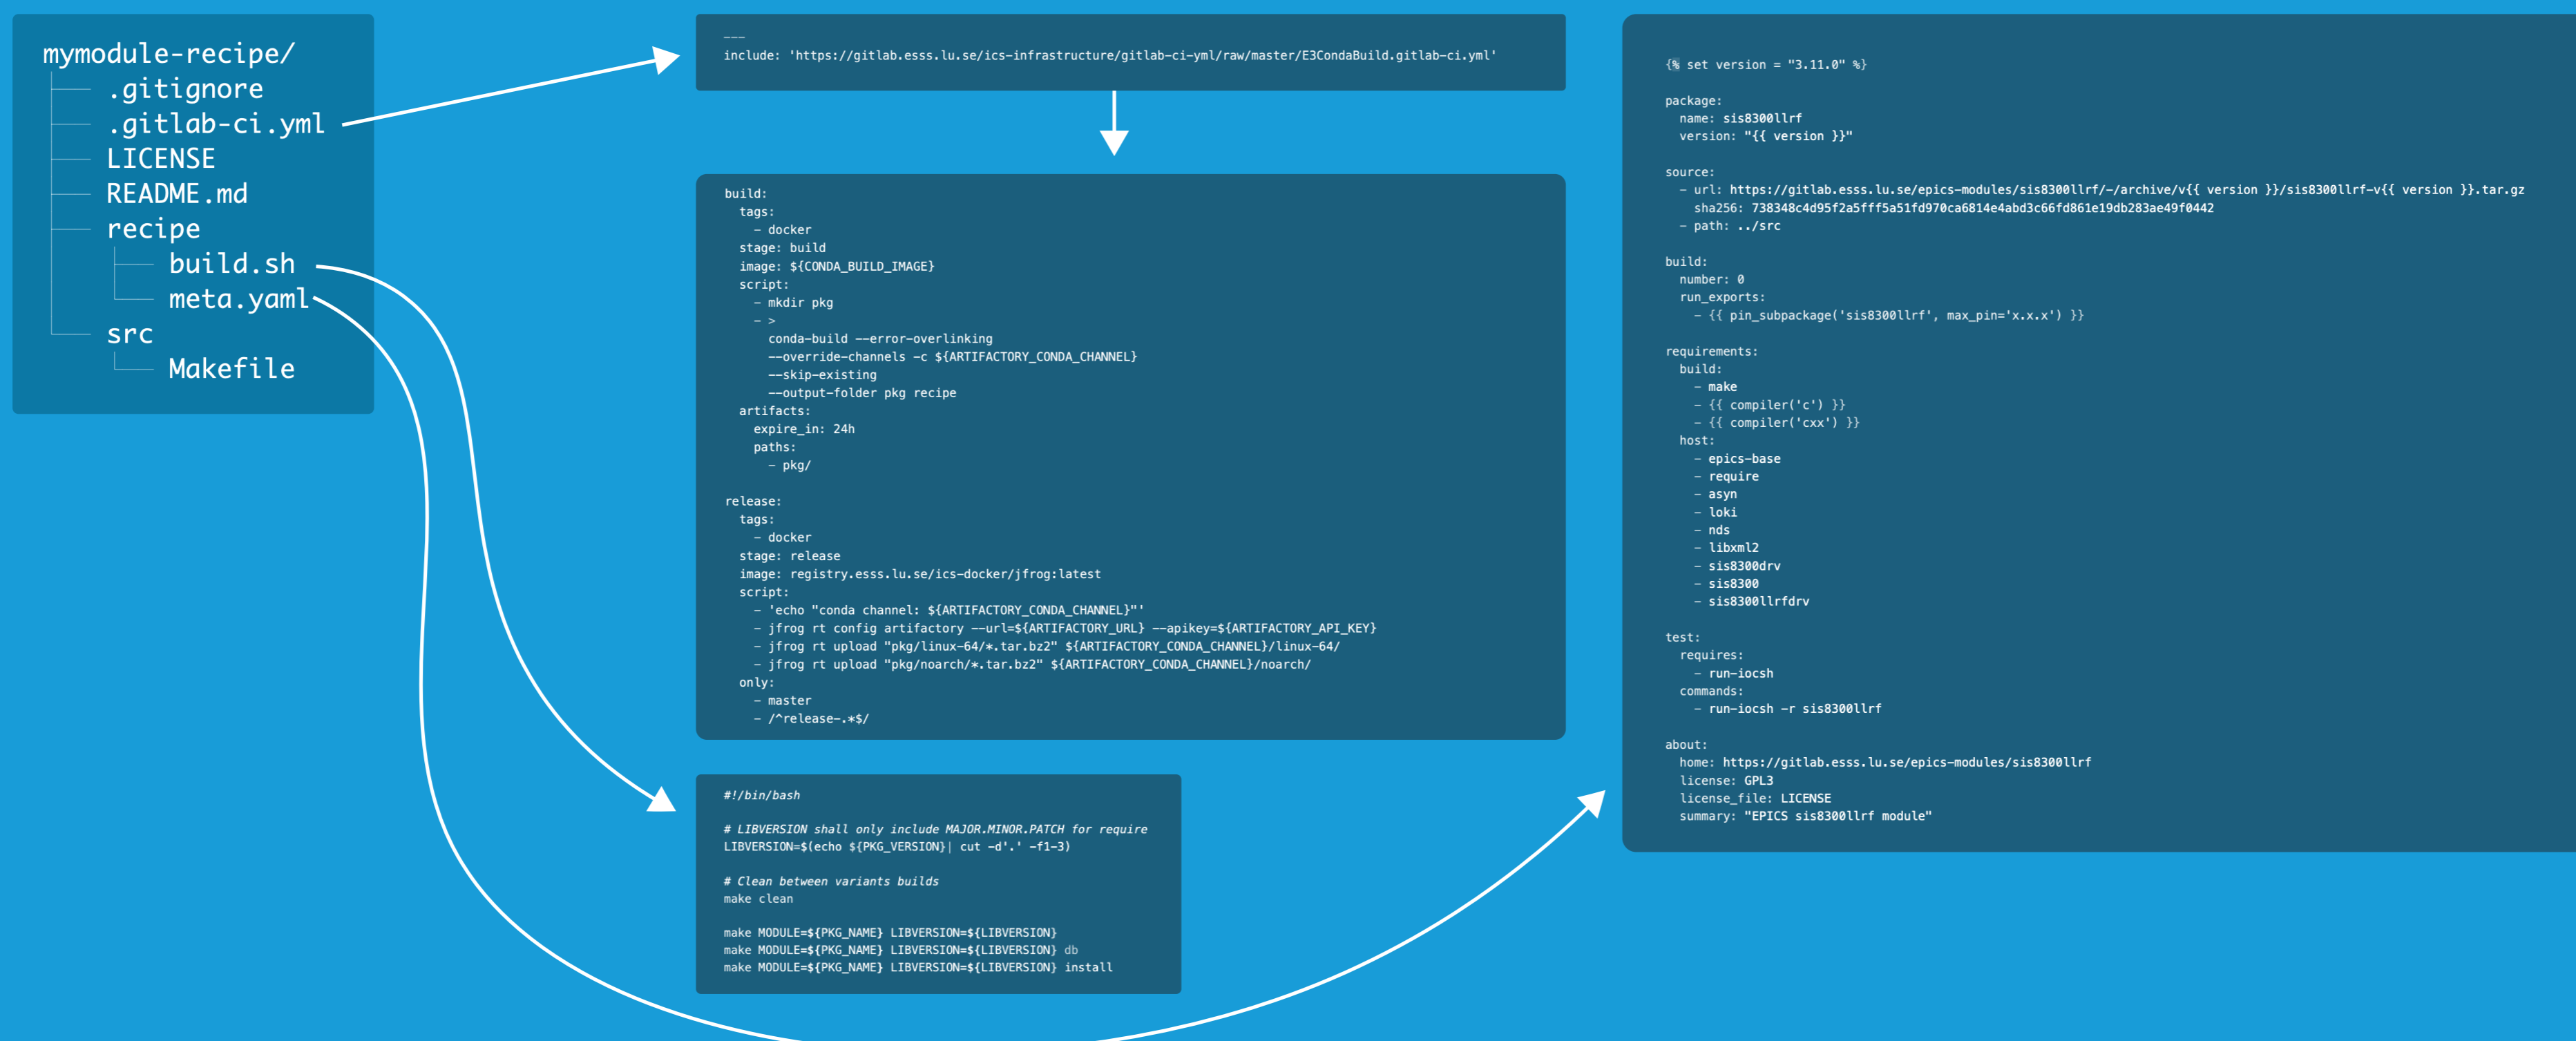 mymodule-recipe/
.gitignore
.gitlab-ci.yml
LICENSE
README.md
recipe
build.sh
meta.yaml
src
Makefile
---
include: 'https://gitlab.esss.lu.se/ics-infrastructure/gitlab-ci-yml/raw/master/E3CondaBuild.gitlab-ci.yml'
build:
  tags:
    - docker
  stage: build
  image: ${CONDA_BUILD_IMAGE}
  script:
    - mkdir pkg
    - >
      conda-build --error-overlinking
      --override-channels -c ${ARTIFACTORY_CONDA_CHANNEL}
      --skip-existing
      --output-folder pkg recipe
  artifacts:
    expire_in: 24h
    paths:
      - pkg/
release:
  tags:
    - docker
  stage: release
  image: registry.esss.lu.se/ics-docker/jfrog:latest
  script:
    - 'echo "conda channel: ${ARTIFACTORY_CONDA_CHANNEL}"'
    - jfrog rt config artifactory --url=${ARTIFACTORY_URL} --apikey=${ARTIFACTORY_API_KEY}
    - jfrog rt upload "pkg/linux-64/*.tar.bz2" ${ARTIFACTORY_CONDA_CHANNEL}/linux-64/
    - jfrog rt upload "pkg/noarch/*.tar.bz2" ${ARTIFACTORY_CONDA_CHANNEL}/noarch/
  only:
    - master
    - /^release-.*$/
#!/bin/bash
# LIBVERSION shall only include MAJOR.MINOR.PATCH for require
LIBVERSION=$(echo ${PKG_VERSION}| cut -d'.' -f1-3)
# Clean between variants builds
make clean
make MODULE=${PKG_NAME} LIBVERSION=${LIBVERSION}
make MODULE=${PKG_NAME} LIBVERSION=${LIBVERSION} db
make MODULE=${PKG_NAME} LIBVERSION=${LIBVERSION} install
{% set version = "3.11.0" %}
package:
  name: sis8300llrf
  version: "{{ version }}"
source:
  - url: https://gitlab.esss.lu.se/epics-modules/sis8300llrf/-/archive/v{{ version }}/sis8300llrf-v{{ version }}.tar.gz
    sha256: 738348c4d95f2a5fff5a51fd970ca6814e4abd3c66fd861e19db283ae49f0442
  - path: ../src
build:
  number: 0
  run_exports:
    - {{ pin_subpackage('sis8300llrf', max_pin='x.x.x') }}
requirements:
  build:
    - make
    - {{ compiler('c') }}
    - {{ compiler('cxx') }}
  host:
    - epics-base
    - require
    - asyn
    - loki
    - nds
    - libxml2
    - sis8300drv
    - sis8300
    - sis8300llrfdrv
test:
  requires:
    - run-iocsh
  commands:
    - run-iocsh -r sis8300llrf
about:
  home: https://gitlab.esss.lu.se/epics-modules/sis8300llrf
  license: GPL3
  license_file: LICENSE
  summary: "EPICS sis8300llrf module"